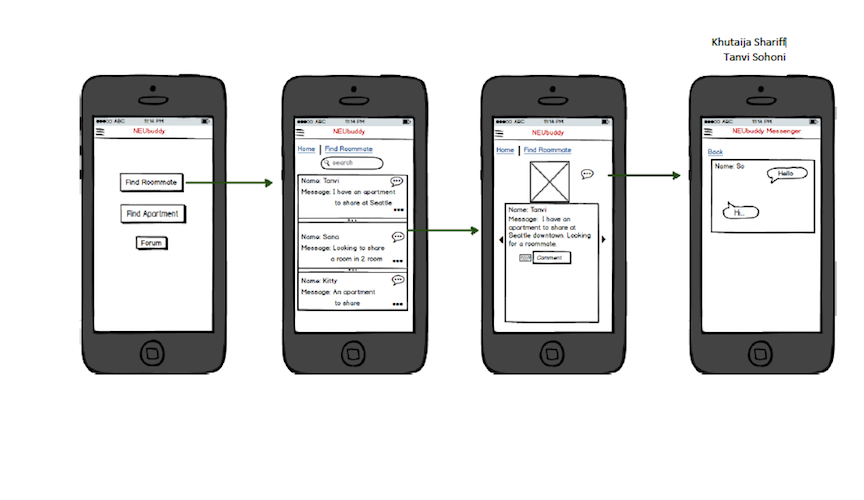 Khutaija Shariff
Tanvi Sohoni
ABC 11:14 PM
NEUbuddy
Find Roommate
Find Apartment
Forum
ABC 11:14 PM
NEUbuddy
Home | Find Roommate
search
Name: Tanvi
Message: I have an apartment
to share at Seattle
Name: Sana
Message: Looking to share
a room in 2 room
Name: Kitty
Message: An apartment
to share
ABC 11:14 PM
NEUbuddy
Home | Find Roommate
Name: Tanvi
Message: I have an
apartment to share at
Seattle downtown. Looking
for a roommate.
Comment
ABC 11:14 PM
NEUbuddy Messenger
Book
Name: So
Hello
Hi...